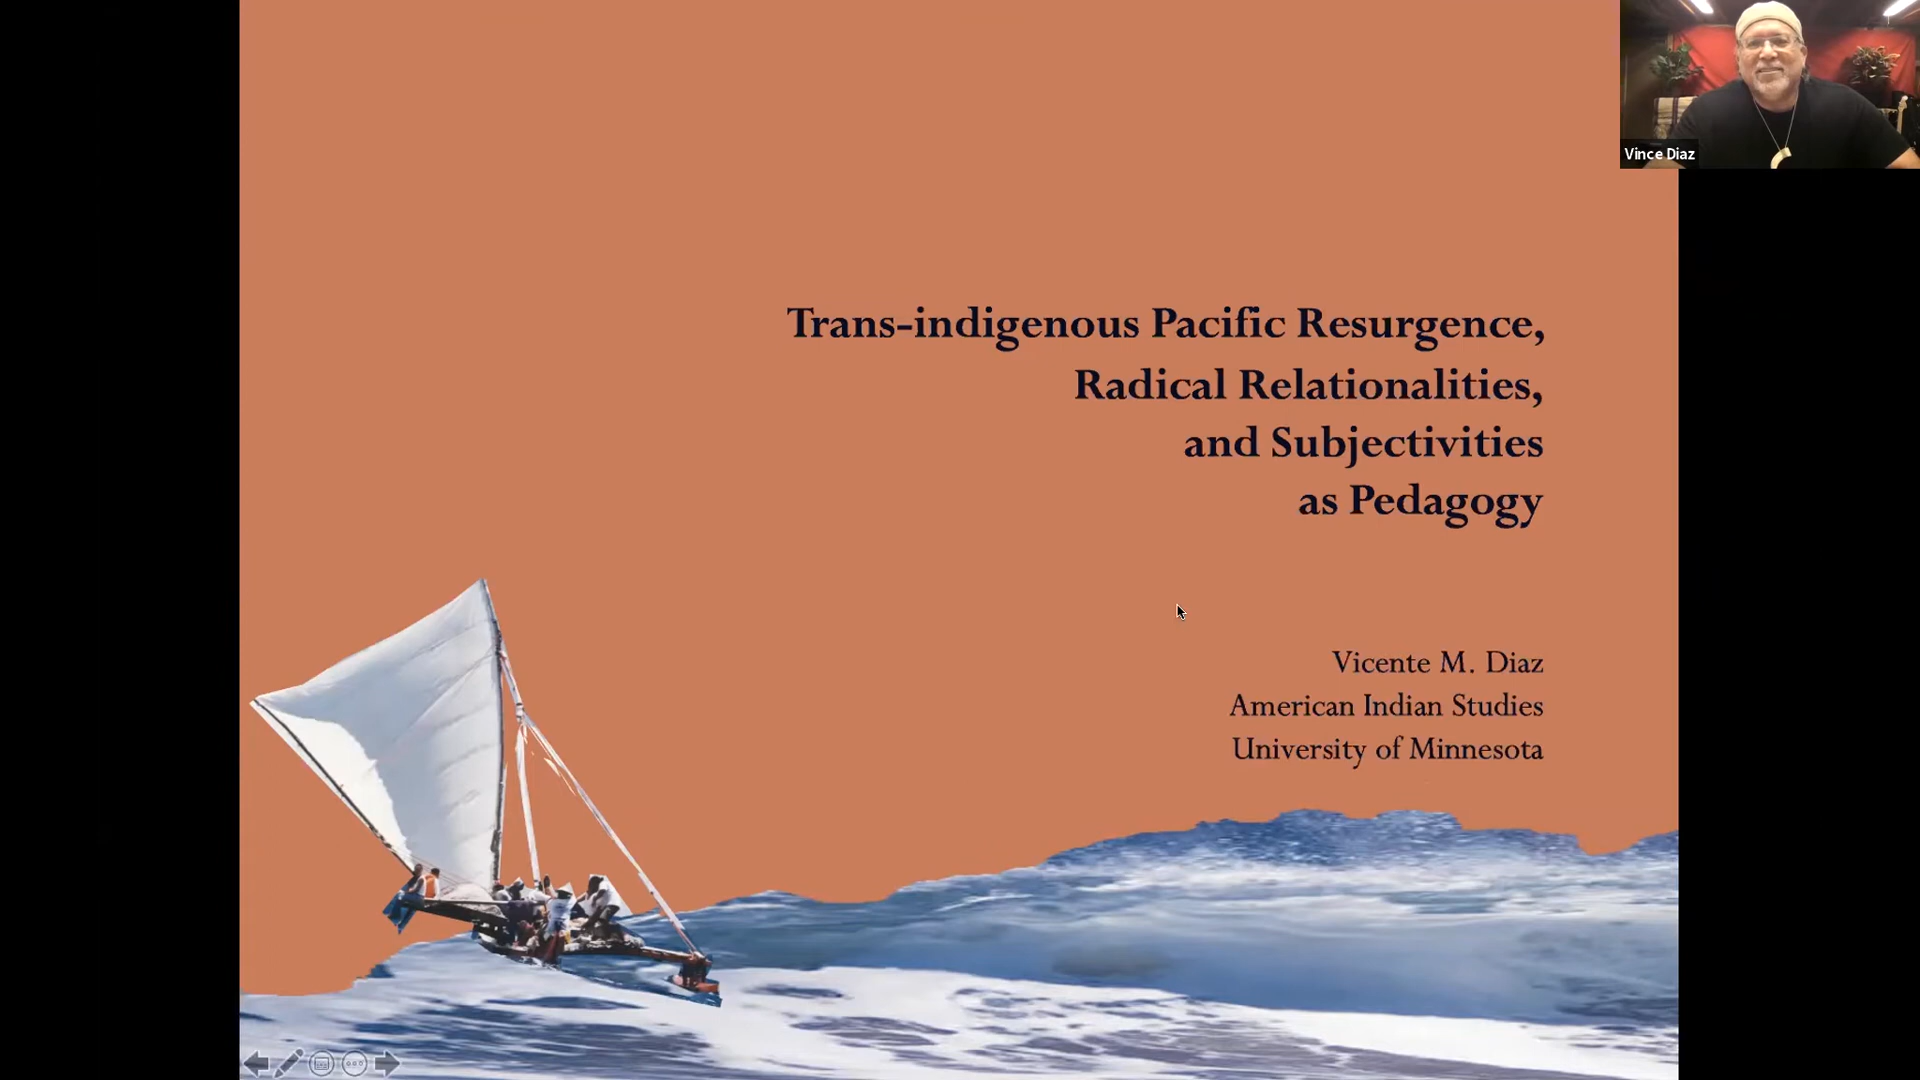 Trans-indigenous Pacific Resurgence,
Radical Relationalities,
and Subjectivities
as Pedagogy
Vicente M. Diaz
American Indian Studies
University of Minnesota
Vince Diaz